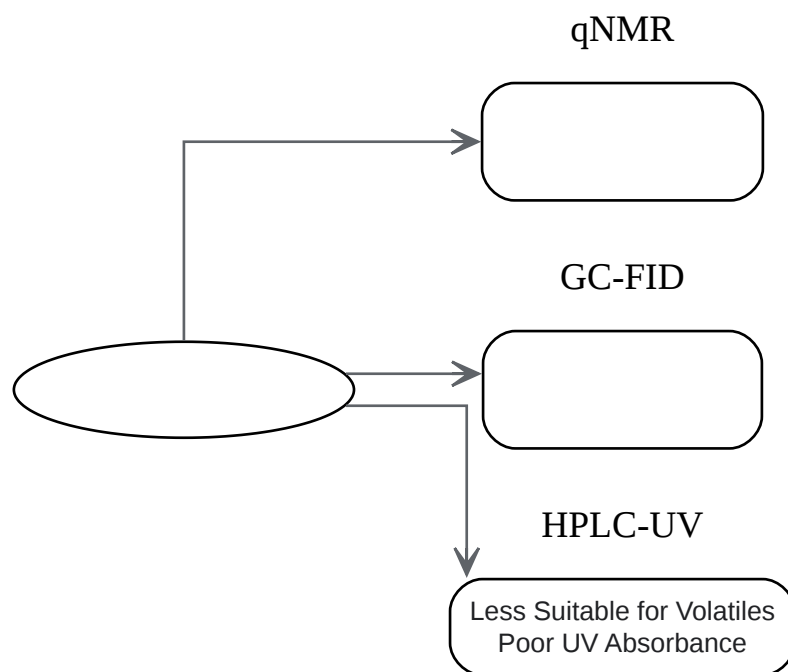 qNMR
GC-FID
HPLC-UV
Less Suitable for Volatiles
Poor UV Absorbance